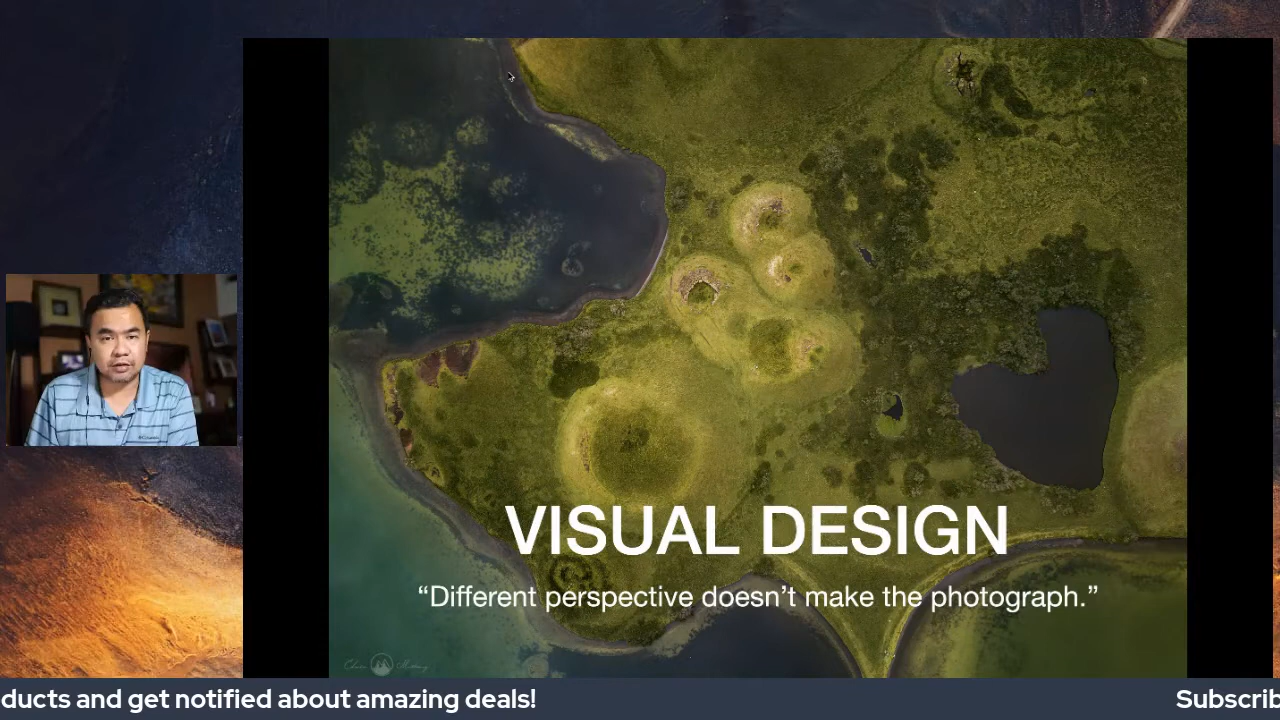 VISUAL DESIGN
“Different perspective doesn’t make the photograph.”
ducts and get notified about amazing deals!
Subscrib